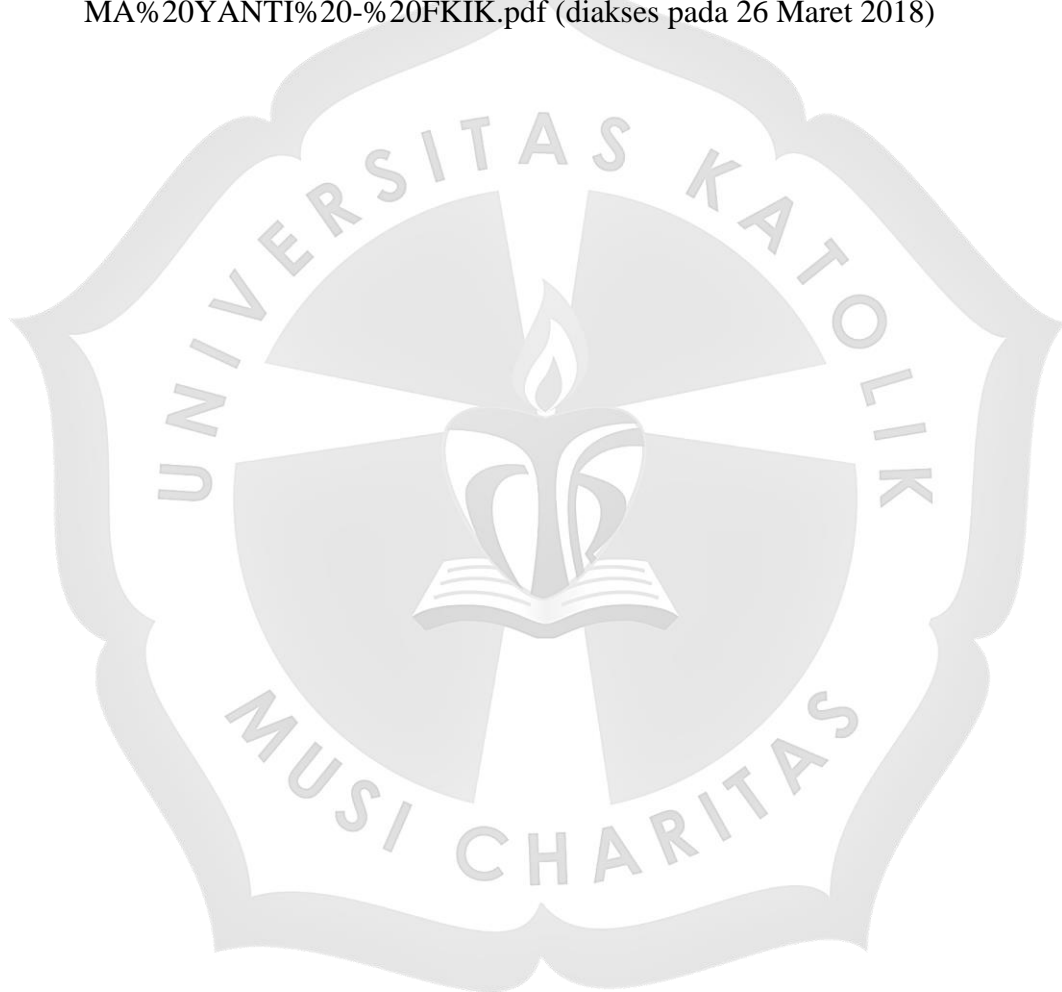 MA%20YANTI%20-%20FKIK.pdf (diakses pada 26 Maret 2018)
UNIVERSITAS KATOLIK
MUSI CHARITAS